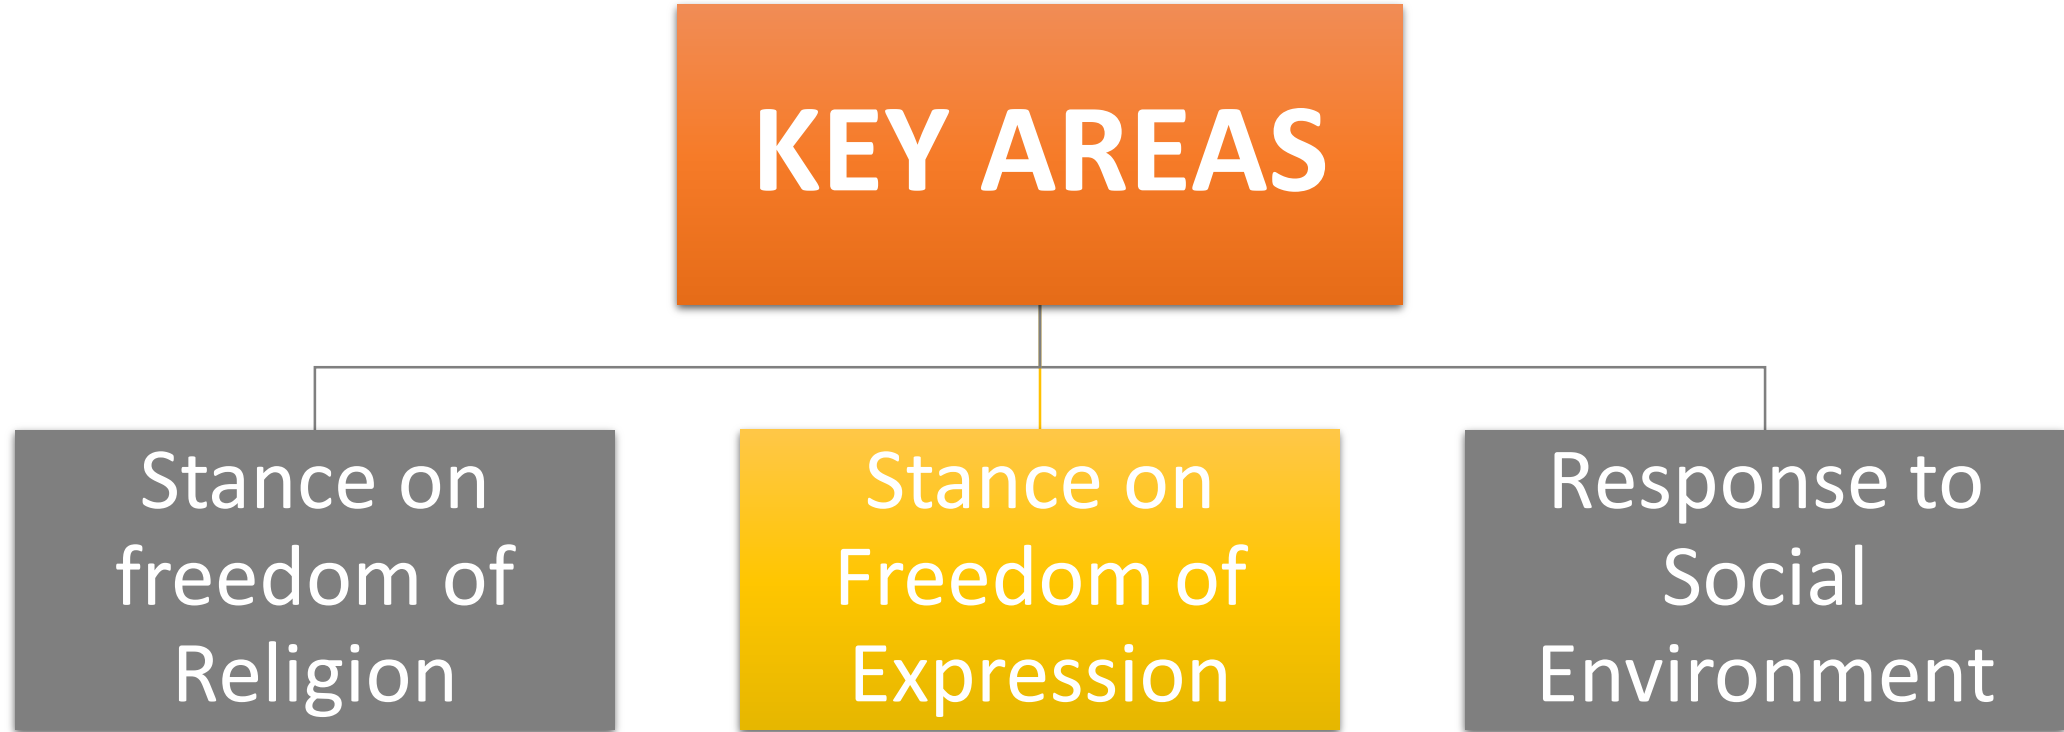 KEY AREAS
Stance on
freedom of
Religion
Stance on
Freedom of
Expression
Response to
Social
Environment